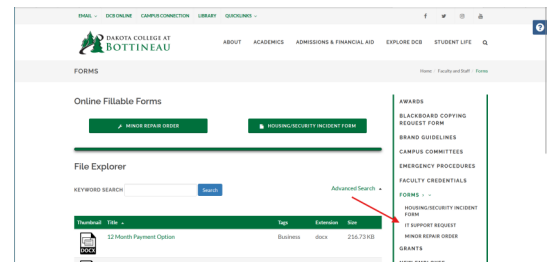 EMAIL DCB ONLINE CAMPUS CONNECTION LIBRARY QUICKLINKS
DAKOTA COLLEGE AT
BOTTINEAU
ABOUT ACADEMICS ADMISSIONS & FINANCIAL AID EXPLORE DCB STUDENT LIFE
FORMS
Home / Faculty and Staff / Forms
Online Fillable Forms
MINOR REPAIR ORDER
HOUSING/SECURITY INCIDENT FORM
File Explorer
KEYWORD SEARCH Search
Advanced Search
Thumbnail Title Tags Extension Size
DOCX 12 Month Payment Option Business docx 216.73 KB
AWARDS
BLACKBOARD COPYING
REQUEST FORM
BRAND GUIDELINES
CAMPUS COMMITTEES
EMERGENCY PROCEDURES
FACULTY CREDENTIALS
FORMS - -
HOUSING/SECURITY INCIDENT
FORM
IT SUPPORT REQUEST
MINOR REPAIR ORDER
GRANTS